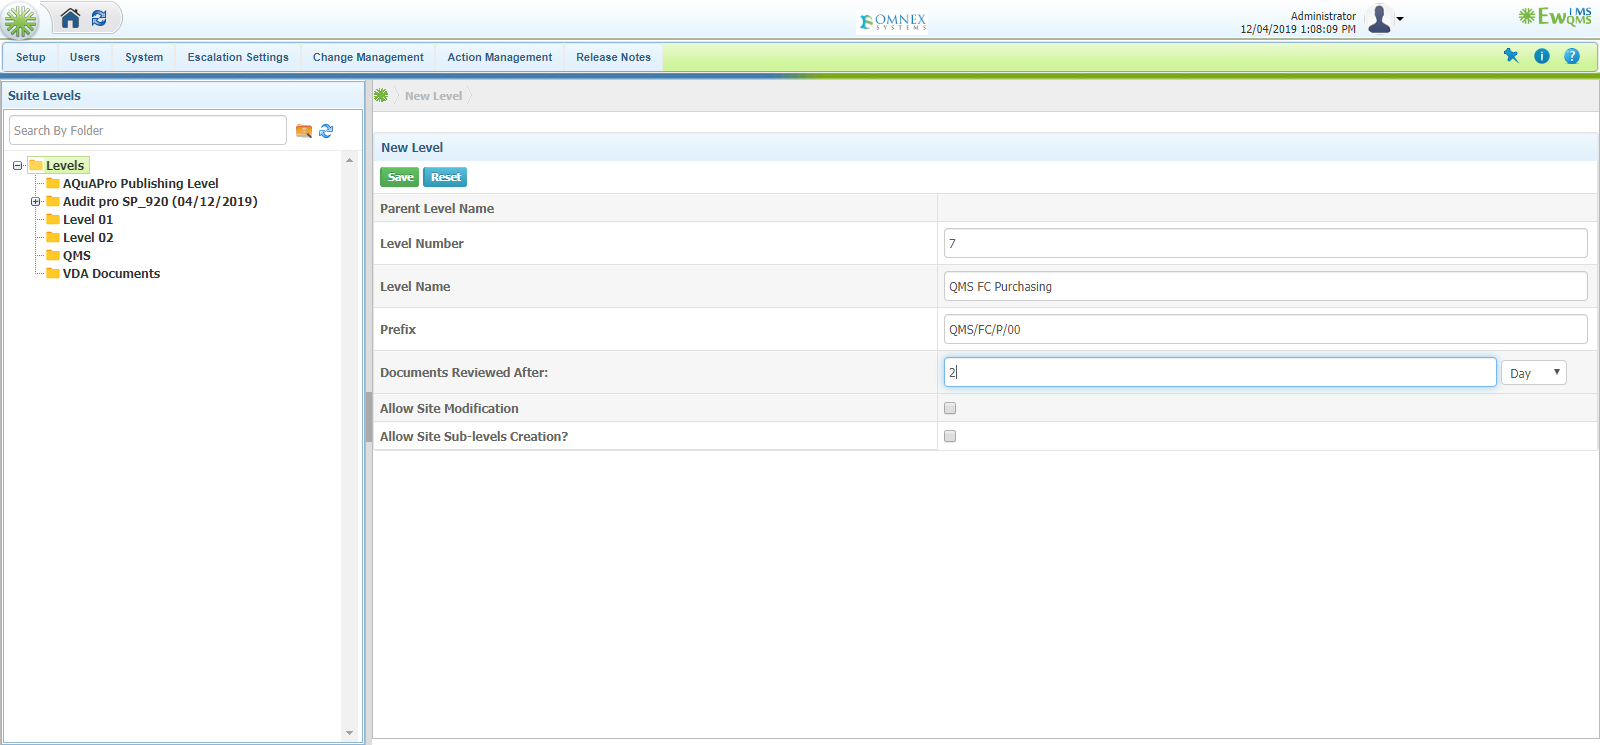 OMNEX
SYSTEMS
Administrator
12/04/2019 1:08:09 PM
EwIMS
QMS
Setup
Users
System
Escalation Settings
Change Management
Action Management
Release Notes
i
?
Suite Levels
Search By Folder
Levels
AQuAPro Publishing Level
Audit pro SP_920 (04/12/2019)
Level 01
Level 02
QMS
VDA Documents
New Level
New Level
Save
Reset
Parent Level Name
Level Number
7
Level Name
QMS FC Purchasing
Prefix
QMS/FC/P/00
Documents Reviewed After:
2
Day
Allow Site Modification
Allow Site Sub-levels Creation?